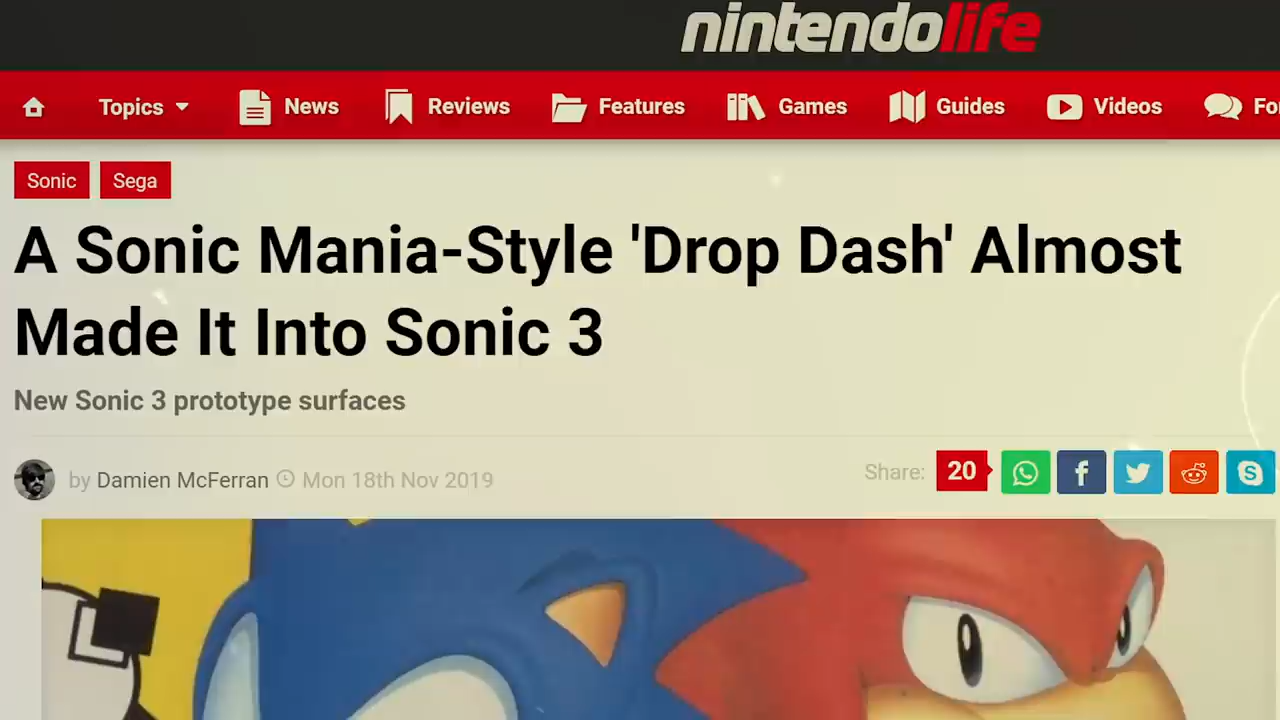 nintendolife
Topics News Reviews Features Games Guides Videos Fo
Sonic Sega
A Sonic Mania-Style 'Drop Dash' Almost
Made It Into Sonic 3
New Sonic 3 prototype surfaces
by Damien McFerran Mon 18th Nov 2019 Share: 20